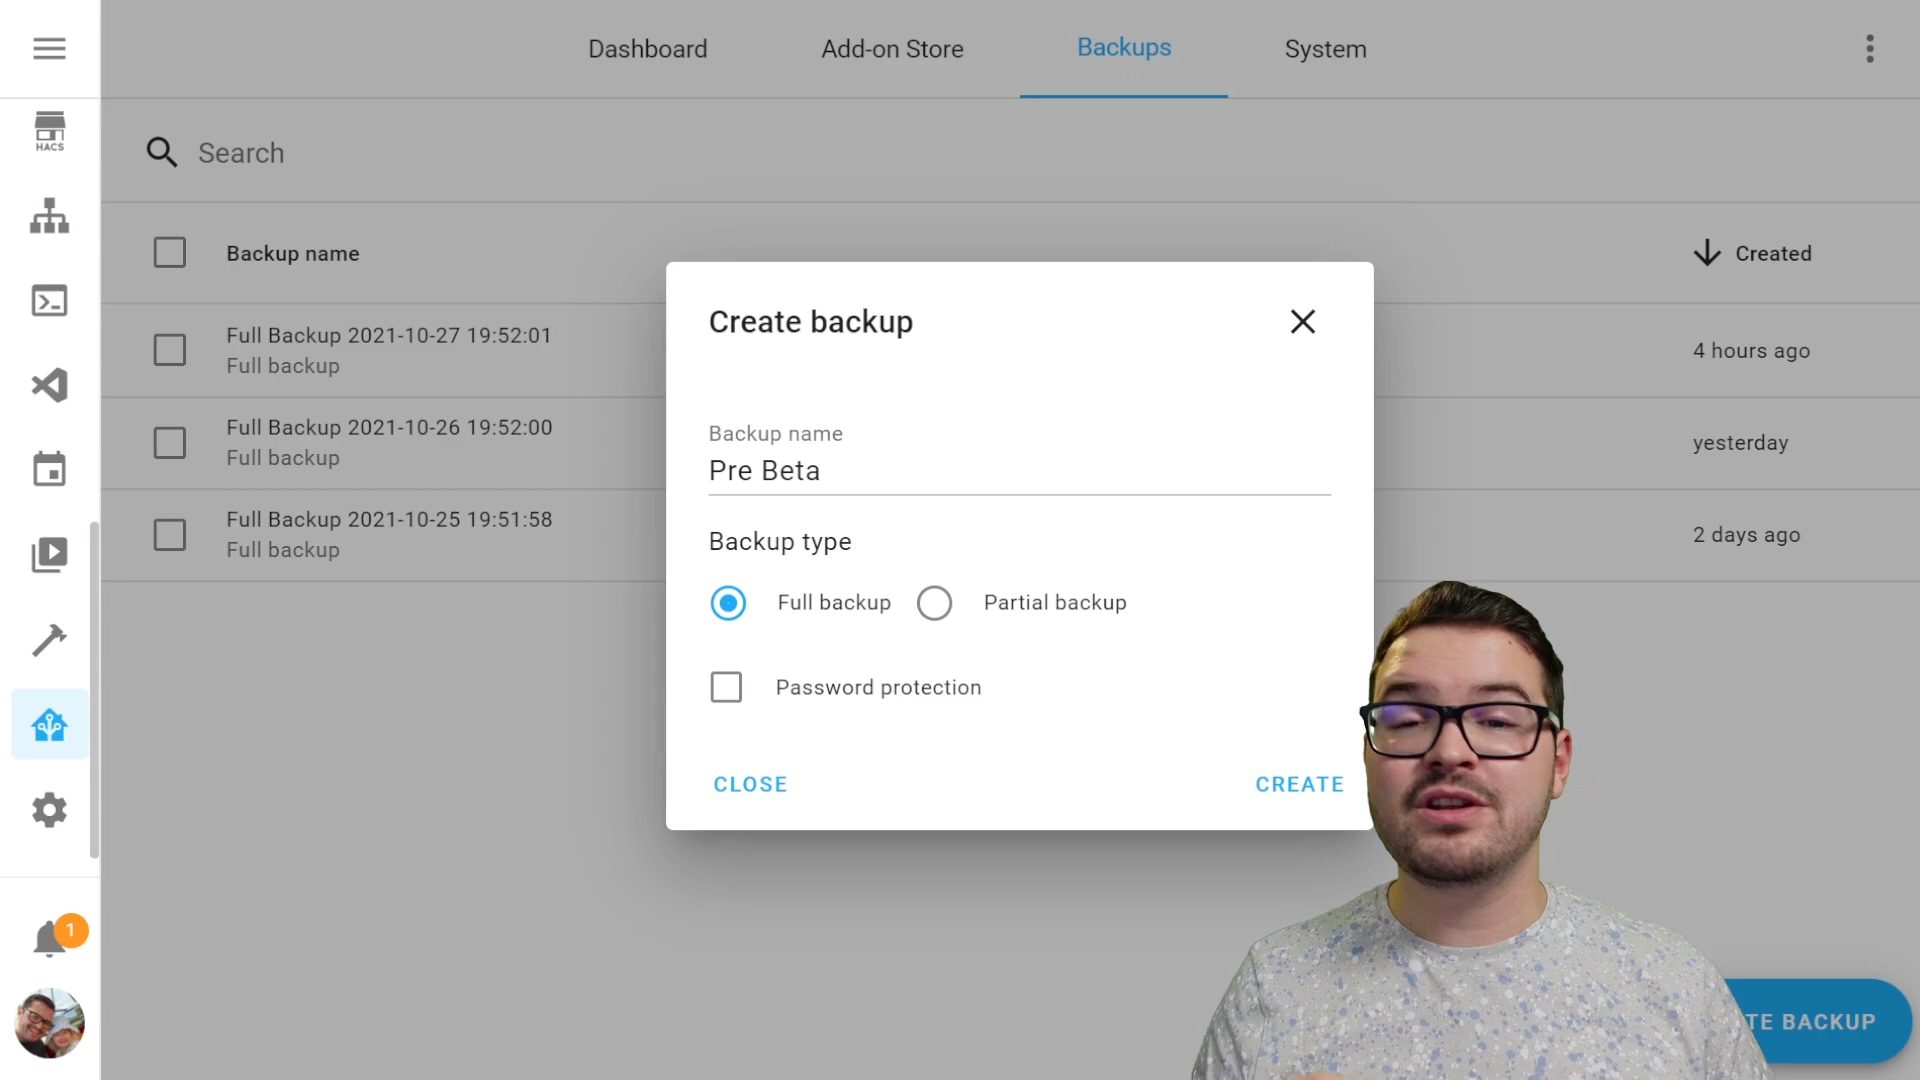 Dashboard
Add-on Store
Backups
System
HACS
Search
Backup name
Created
Full Backup 2021-10-27 19:52:01
Full backup
4 hours ago
Full Backup 2021-10-26 19:52:00
Full backup
yesterday
Full Backup 2021-10-25 19:51:58
Full backup
2 days ago
Create backup
Backup name
Pre Beta
Backup type
Full backup
Partial backup
Password protection
CLOSE
CREATE
1
TE BACKUP